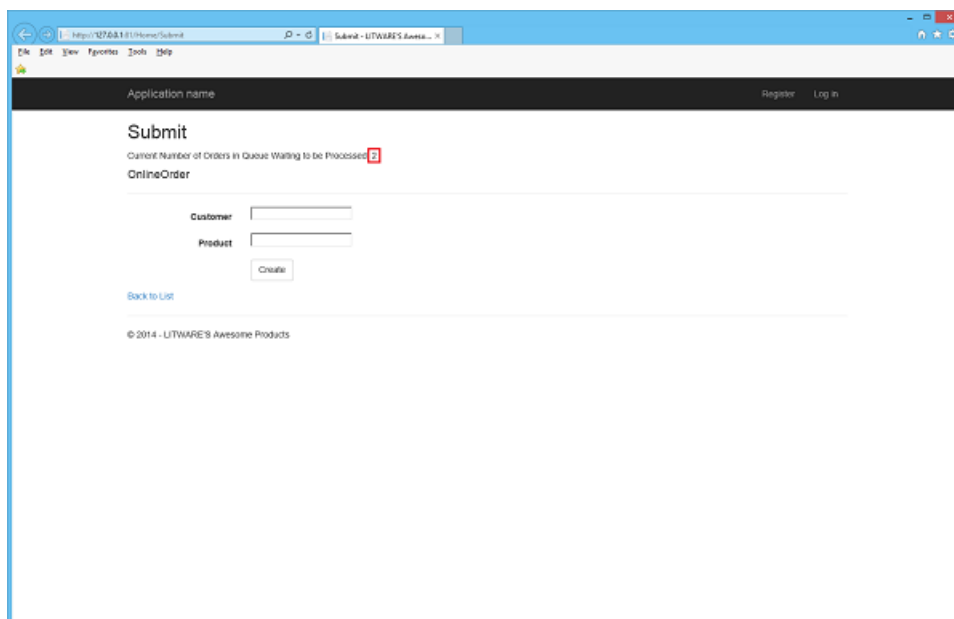 http://127.0.0.1:81/Home/Submit
Submit - LITWARE'S Aweso...
File Edit View Favorites Tools Help
Application name Register Log in
Submit
Current Number of Orders in Queue Waiting to be Processed: 2
OnlineOrder
Customer
Product
Create
Back to List
© 2014 - LITWARE'S Awesome Products